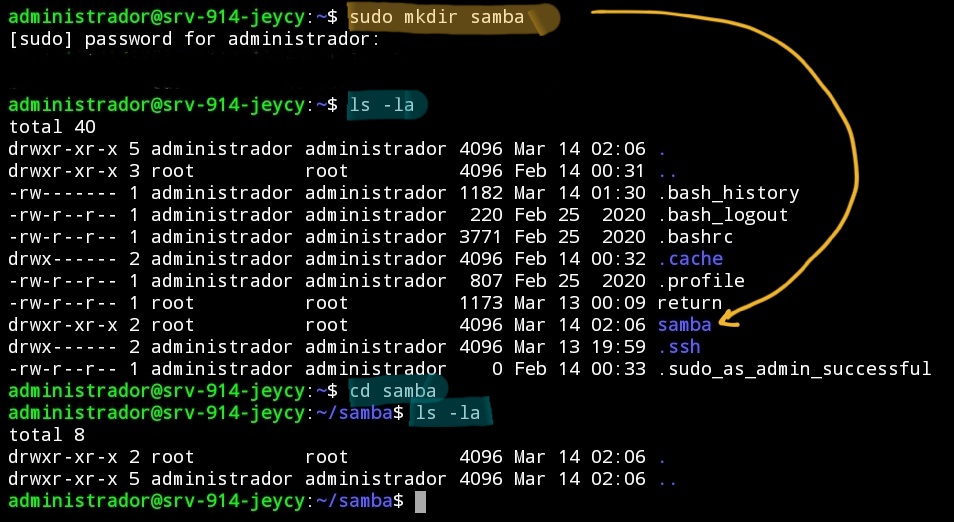 administrador@srv-914-jeycy:~$ sudo mkdir samba
[sudo] password for administrador:
administrador@srv-914-jeycy:~$ ls -la
total 40
drwxr-xr-x 5 administrador administrador 4096 Mar 14 02:06 .
drwxr-xr-x 3 root          root          4096 Feb 14 00:31 ..
-rw------- 1 administrador administrador 1182 Mar 14 01:30 .bash_history
-rw-r--r-- 1 administrador administrador  220 Feb 25  2020 .bash_logout
-rw-r--r-- 1 administrador administrador 3771 Feb 25  2020 .bashrc
drwx------ 2 administrador administrador 4096 Feb 14 00:32 .cache
-rw-r--r-- 1 administrador administrador  807 Feb 25  2020 .profile
-rw-r--r-- 1 root          root          1173 Mar 13 00:09 return
drwxr-xr-x 2 root          root          4096 Mar 14 02:06 samba
drwx------ 2 administrador administrador 4096 Mar 13 19:59 .ssh
-rw-r--r-- 1 administrador administrador    0 Feb 14 00:33 .sudo_as_admin_successful
administrador@srv-914-jeycy:~$ cd samba
administrador@srv-914-jeycy:~/samba$ ls -la
total 8
drwxr-xr-x 2 root          root          4096 Mar 14 02:06 .
drwxr-xr-x 5 administrador administrador 4096 Mar 14 02:06 ..
administrador@srv-914-jeycy:~/samba$